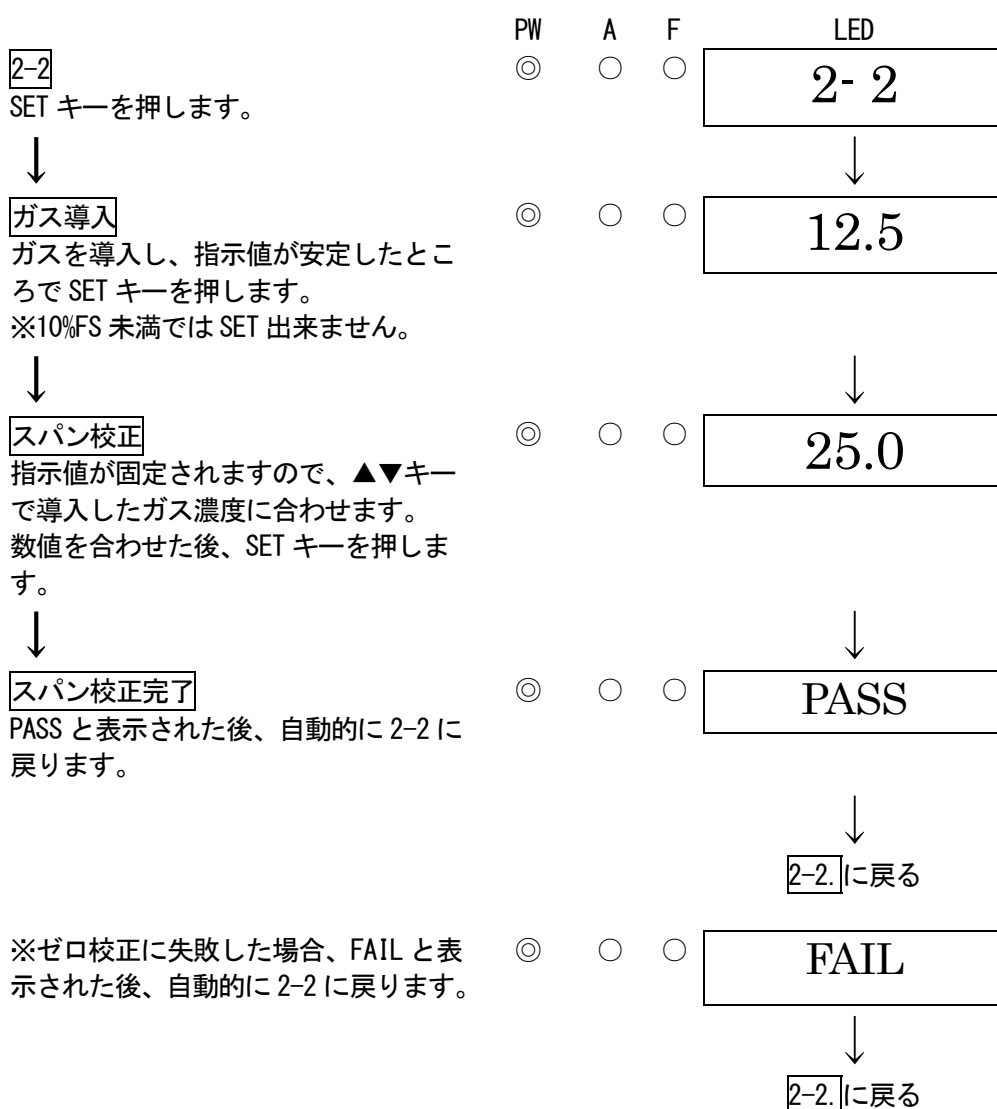 PW A F LED
2-2 ◎ ○ ○ 2- 2
SET キーを押します。
↓ ↓
ガス導入 ◎ ○ ○ 12.5
ガスを導入し、指示値が安定したとこ
ろで SET キーを押します。
※10%FS 未満では SET 出来ません。
↓ ↓
スパン校正 ◎ ○ ○ 25.0
指示値が固定されますので、▲▼キー
で導入したガス濃度に合わせます。
数値を合わせた後、SET キーを押しま
す。
↓ ↓
スパン校正完了 ◎ ○ ○ PASS
PASS と表示された後、自動的に 2-2 に
戻ります。
↓
2-2.に戻る
※ゼロ校正に失敗した場合、FAIL と表 ◎ ○ ○ FAIL
示された後、自動的に 2-2 に戻ります。
↓
2-2.に戻る